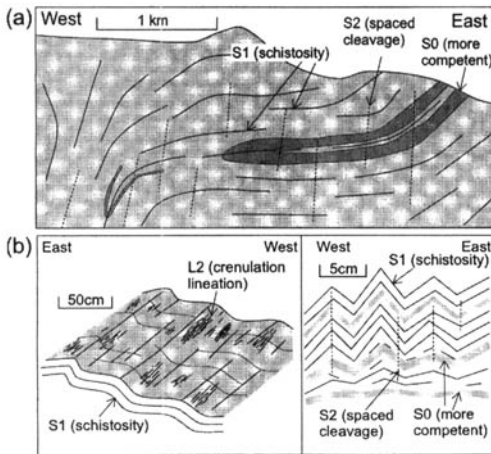 (a) West East
1 km
S2 (spaced
cleavage)
S0 (more
competent)
S1 (schistosity)
(b) East West
L2 (crenulation
lineation)
50cm
S1 (schistosity)
West East
5cm
S1 (schistosity)
S2 (spaced
cleavage)
S0 (more
competent)